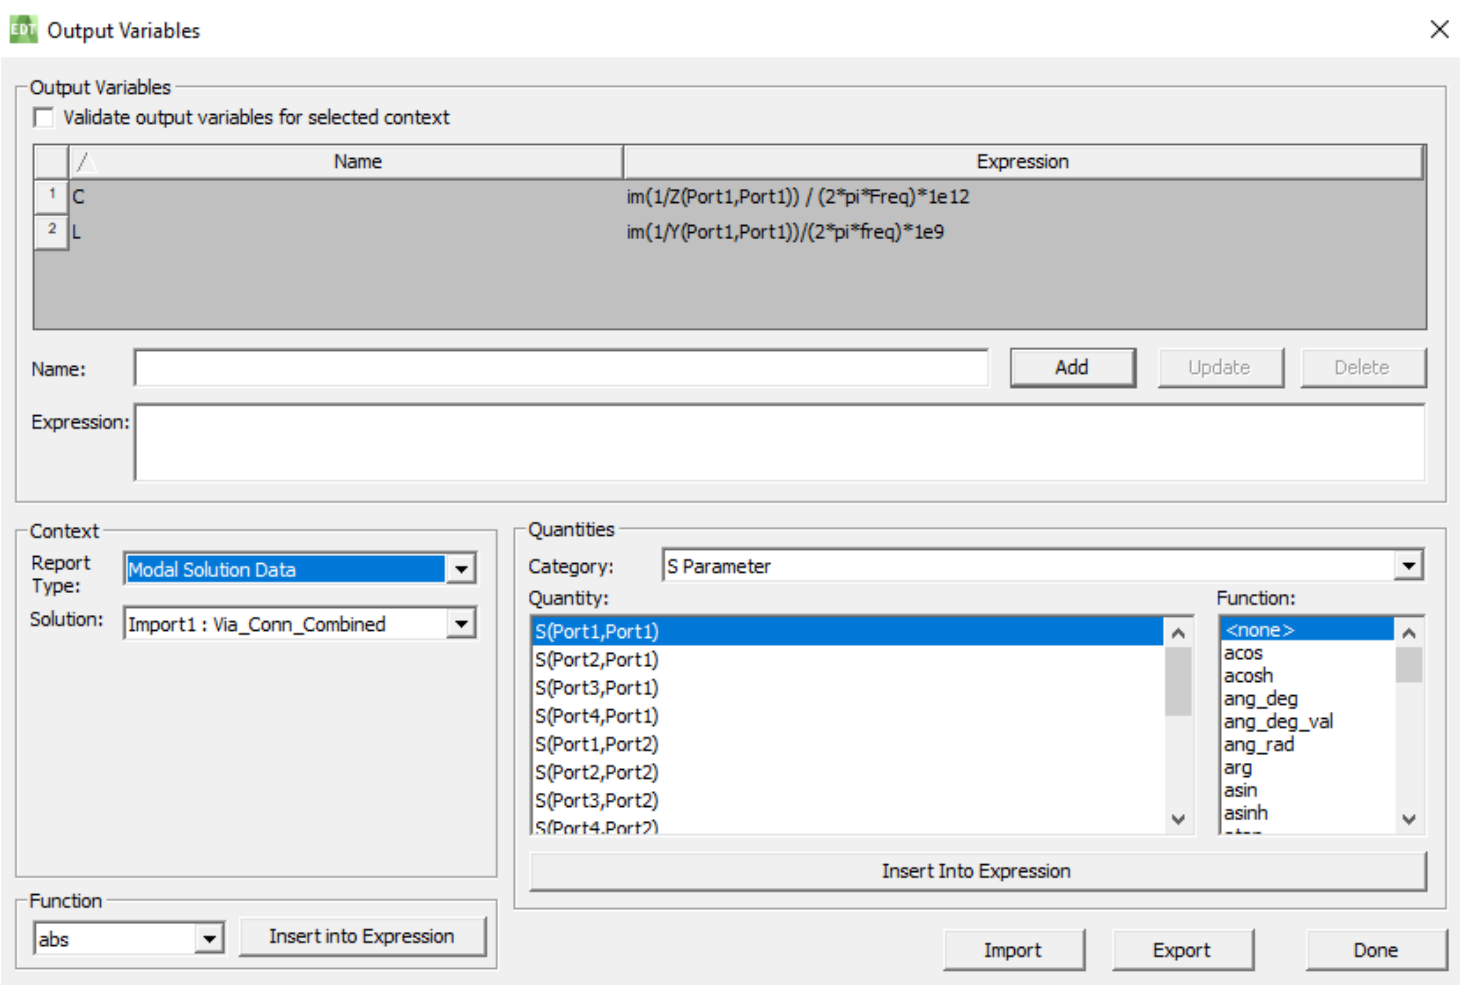 EDT Output Variables
Output Variables
Validate output variables for selected context
Name Expression
1 C im(1/Z(Port1,Port1)) / (2*pi*Freq)*1e12
2 L im(1/Y(Port1,Port1))/(2*pi*freq)*1e9
Name: Add Update Delete
Expression:
Context
Report Type: Modal Solution Data
Solution: Import1 : Via_Conn_Combined
Quantities
Category: S Parameter
Quantity:
S(Port1,Port1)
S(Port2,Port1)
S(Port3,Port1)
S(Port4,Port1)
S(Port1,Port2)
S(Port2,Port2)
S(Port3,Port2)
S(Port4,Port2)
Function:
<none>
acos
acosh
ang_deg
ang_deg_val
ang_rad
arg
asin
asinh
Insert Into Expression
Function
abs Insert into Expression
Import Export Done